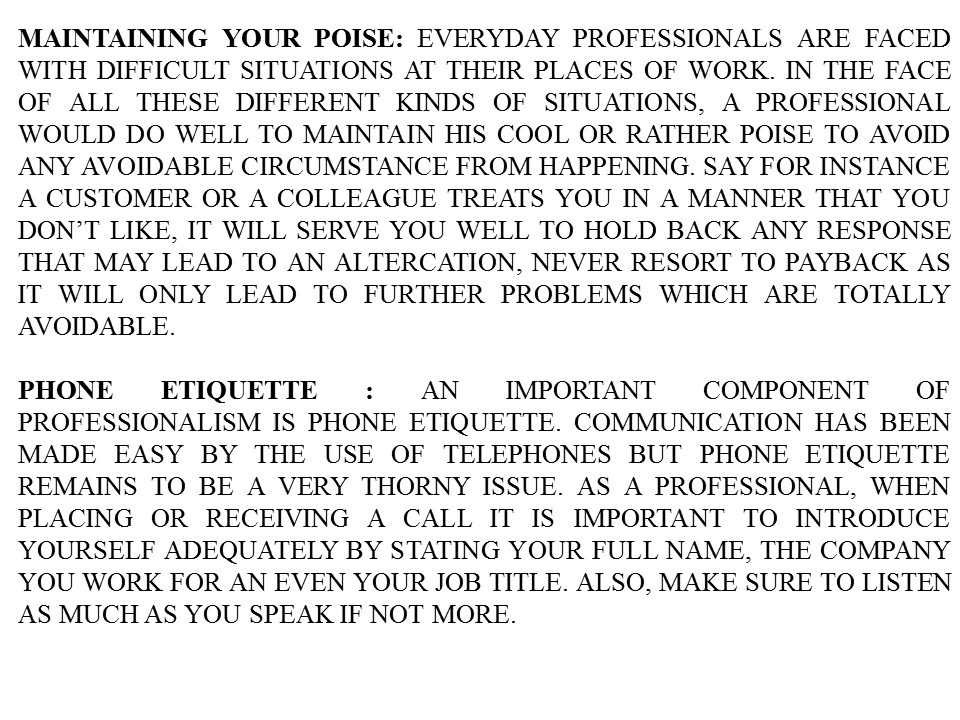 MAINTAINING YOUR POISE: EVERYDAY PROFESSIONALS ARE FACED
WITH DIFFICULT SITUATIONS AT THEIR PLACES OF WORK. IN THE FACE
OF ALL THESE DIFFERENT KINDS OF SITUATIONS, A PROFESSIONAL
WOULD DO WELL TO MAINTAIN HIS COOL OR RATHER POISE TO AVOID
ANY AVOIDABLE CIRCUMSTANCE FROM HAPPENING. SAY FOR INSTANCE
A CUSTOMER OR A COLLEAGUE TREATS YOU IN A MANNER THAT YOU
DON’T LIKE, IT WILL SERVE YOU WELL TO HOLD BACK ANY RESPONSE
THAT MAY LEAD TO AN ALTERCATION, NEVER RESORT TO PAYBACK AS
IT WILL ONLY LEAD TO FURTHER PROBLEMS WHICH ARE TOTALLY
AVOIDABLE.
PHONE ETIQUETTE : AN IMPORTANT COMPONENT OF
PROFESSIONALISM IS PHONE ETIQUETTE. COMMUNICATION HAS BEEN
MADE EASY BY THE USE OF TELEPHONES BUT PHONE ETIQUETTE
REMAINS TO BE A VERY THORNY ISSUE. AS A PROFESSIONAL, WHEN
PLACING OR RECEIVING A CALL IT IS IMPORTANT TO INTRODUCE
YOURSELF ADEQUATELY BY STATING YOUR FULL NAME, THE COMPANY
YOU WORK FOR AN EVEN YOUR JOB TITLE. ALSO, MAKE SURE TO LISTEN
AS MUCH AS YOU SPEAK IF NOT MORE.